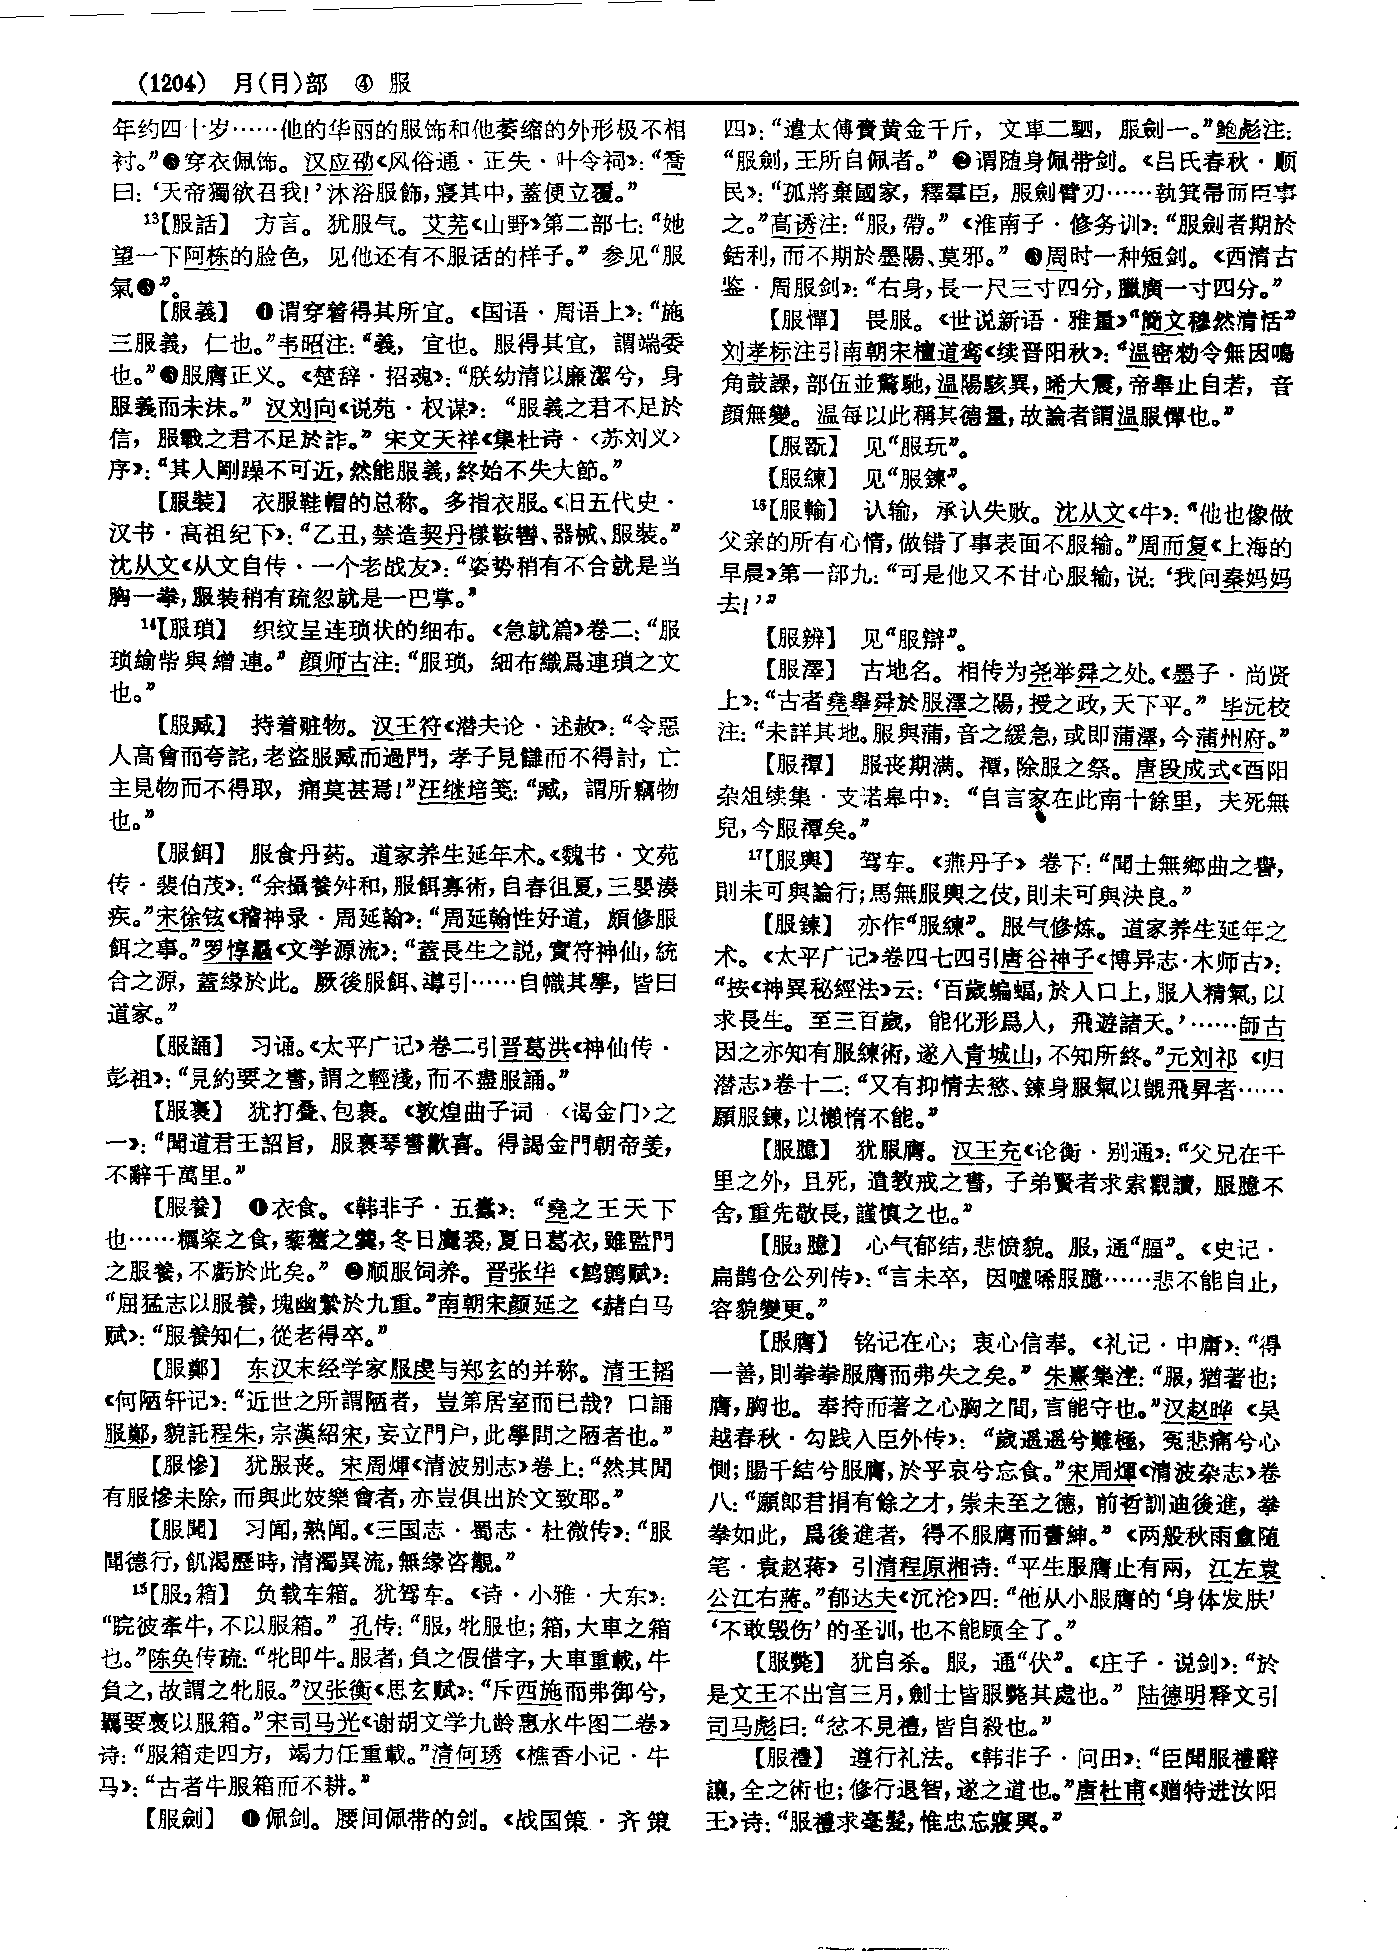 (1204) 月(⺼)部 ④ 服
年约四十岁……他的华丽的服饰和他萎缩的外形极不相
衬。”❸穿衣佩饰。汉应劭《风俗通·正失·叶令祠》：“喬
曰：‘天帝獨欲召我！’沐浴服飾，寢其中，蓋便立覆。”
13【服話】 方言。犹服气。艾芜《山野》第二部七：“她
望一下阿栋的脸色，见他还有不服话的样子。”参见“服
氣❸”。
【服義】 ❶谓穿着得其所宜。《国语·周语上》：“施
三服義，仁也。”韦昭注：“義，宜也。服得其宜，謂端委
也。”❷服膺正义。《楚辞·招魂》：“朕幼清以廉潔兮，身
服義而未沬。”汉刘向《说苑·权谋》：“服義之君不足於
信，服戰之君不足於詐。”宋文天祥《集杜诗·〈苏刘义〉
序》：“其人剛躁不可近，然能服義，終始不失大節。”
【服裝】 衣服鞋帽的总称。多指衣服。《旧五代史·
汉书·高祖纪下》：“乙丑，禁造契丹樣鞍轡、器械、服裝。”
沈从文《从文自传·一个老战友》：“姿势稍有不合就是当
胸一拳，服装稍有疏忽就是一巴掌。”
14【服瑣】 织纹呈连琐状的细布。《急就篇》卷二：“服
瑣緰帋與繒連。”顔师古注：“服瑣，细布織爲連瑣之文
也。”
【服臧】 持着赃物。汉王符《潜夫论·述赦》：“令惡
人高會而夸詫，老盗服臧而過門，孝子見讎而不得討，亡
主見物而不得取，痛莫甚焉！”汪继培笺：“臧，謂所竊物
也。”
【服餌】 服食丹药。道家养生延年术。《魏书·文苑
传·裴伯茂》：“余攝養舛和，服餌寡術，自春徂夏，三嬰湊
疾。”宋徐铉《稽神录·周延翰》：“周延翰性好道，頗修服
餌之事。”罗惇曧《文学源流》：“蓋長生之説，實符神仙，統
合之源，蓋緣於此。厥後服餌、導引……自幟其學，皆曰
道家。”
【服誦】 习诵。《太平广记》卷二引晋葛洪《神仙传·
彭祖》：“見約要之書，謂之輕淺，而不盡服誦。”
【服裹】 犹打叠、包裹。《敦煌曲子词·〈谒金门〉之
一》：“聞道君王詔旨，服裹琴書歡喜。得謁金門朝帝美，
不辭千萬里。”
【服養】 ❶衣食。《韩非子·五蠹》：“堯之王天下
也……糲粢之食，藜藿之羹，冬日麑裘，夏日葛衣，雖監門
之服養，不虧於此矣。”❷顺服饲养。晋张华《鹪鹩赋》：
“屈猛志以服養，塊幽縶於九重。”南朝宋颜延之《赭白马
赋》：“服養知仁，從老得卒。”
【服鄭】 东汉末经学家服虔与郑玄的并称。清王韬
《何陋轩记》：“近世之所謂陋者，豈第居室而已哉？口誦
服鄭，貌託程朱，宗漢紹宋，妄立門户，此學問之陋者也。”
【服慘】 犹服丧。宋周煇《清波别志》卷上：“然其間
有服慘未除，而與此妓樂會者，亦豈俱出於文致耶。”
【服聞】 习闻，熟闻。《三国志·蜀志·杜微传》：“服
聞德行，飢渴歷時，清濁異流，無緣咨覯。”
15【服2箱】 负载车箱。犹驾车。《诗·小雅·大东》：
“睆彼牽牛，不以服箱。”孔传：“服，牝服也；箱，大車之箱
也。”陈奂传疏：“牝即牛。服者，負之假借字，大車重載，牛
負之，故謂之牝服。”汉张衡《思玄赋》：“斥西施而弗御兮，
羈要裹以服箱。”宋司马光《谢胡文学九龄惠水牛图二卷》
诗：“服箱走四方，竭力任重載。”清何琇《樵香小记·牛
马》：“古者牛服箱而不耕。”
【服劍】 ❶佩剑。腰间佩带的剑。《战国策·齐策
四》：“遣太傅賫黃金千斤，文車二駟，服劍一。”鲍彪注：
“服劍，王所自佩者。”❷谓随身佩带剑。《吕氏春秋·顺
民》：“孤將棄國家，釋羣臣，服劍臂刃……執箕帚而臣事
之。”高诱注：“服，帶。”《淮南子·修务训》：“服劍者期於
銛利，而不期於墨陽、莫邪。”❸周时一种短剑。《西清古
鉴·周服剑》：“右身，長一尺三寸四分，臘廣一寸四分。”
【服憚】 畏服。《世说新语·雅量》“簡文穆然清恬”
刘孝标注引南朝宋檀道鸾《续晋阳秋》：“温密勑令無因鳴
角鼓譟，部伍並驚馳，温陽駭異，晞大震，帝舉止自若，音
顔無變。温每以此稱其德量，故論者謂温服憚也。”
【服翫】 见“服玩”。
【服練】 见“服鍊”。
16【服輸】 认输，承认失败。沈从文《牛》：“他也像做
父亲的所有心情，做错了事表面不服输。”周而复《上海的
早晨》第一部九：“可是他又不甘心服输，说：‘我问秦妈妈
去！’”
【服辨】 见“服辯”。
【服澤】 古地名。相传为尧举舜之处。《墨子·尚贤
上》：“古者堯舉舜於服澤之陽，授之政，天下平。”毕沅校
注：“未詳其地。服與蒲，音之緩急，或即蒲澤，今蒲州府。”
【服禫】 服丧期满。禫，除服之祭。唐段成式《酉阳
杂俎续集·支诺皋中》：“自言家在此南十餘里，夫死無
兒，今服禫矣。”
17【服輿】 驾车。《燕丹子》卷下：“聞士無鄉曲之譽，
則未可與論行；馬無服輿之伎，則未可與決良。”
【服鍊】 亦作“服練”。服气修炼。道家养生延年之
术。《太平广记》卷四七四引唐谷神子《博异志·木师古》：
“按《神異秘經法》云：‘百歲蝙蝠，於人口上，服人精氣，以
求長生。至三百歲，能化形爲人，飛遊諸天。’……師古
因之亦知有服練術，遂入青城山，不知所終。”元刘祁《归
潜志》卷十二：“又有抑情去慾、鍊身服氣以覬飛昇者……
願服鍊，以懶惰不能。”
【服臆】 犹服膺。汉王充《论衡·别通》：“父兄在千
里之外，且死，遺教戒之書，子弟賢者求索觀讀，服臆不
舍，重先敬長，謹慎之也。”
【服3臆】 心气郁结，悲愤貌。服，通“腷”。《史记·
扁鹊仓公列传》：“言未卒，因噓唏服臆……悲不能自止，
容貌變更。”
【服膺】 铭记在心；衷心信奉。《礼记·中庸》：“得
一善，則拳拳服膺而弗失之矣。”朱熹集注：“服，猶著也；
膺，胸也。奉持而著之心胸之間，言能守也。”汉赵晔《吴
越春秋·勾践入臣外传》：“歲遥遥兮難極，冤悲痛兮心
惻；腸千結兮服膺，於乎哀兮忘食。”宋周煇《清波杂志》卷
八：“願郎君捐有餘之才，崇未至之德，前哲訓迪後進，拳
拳如此，爲後進者，得不服膺而書紳。”《两般秋雨盦随
笔·袁赵蒋》引清程原湘诗：“平生服膺止有兩，江左袁
公江右蔣。”郁达夫《沉沦》四：“他从小服膺的‘身体发肤’
‘不敢毁伤’的圣训，也不能顾全了。”
【服斃】 犹自杀。服，通“伏”。《庄子·说剑》：“於
是文王不出宫三月，劍士皆服斃其處也。”陆德明释文引
司马彪曰：“忿不見禮，皆自殺也。”
【服禮】 遵行礼法。《韩非子·问田》：“臣聞服禮辭
讓，全之術也；修行退智，遂之道也。”唐杜甫《赠特进汝阳
王》诗：“服禮求毫髮，惟忠忘寢興。”